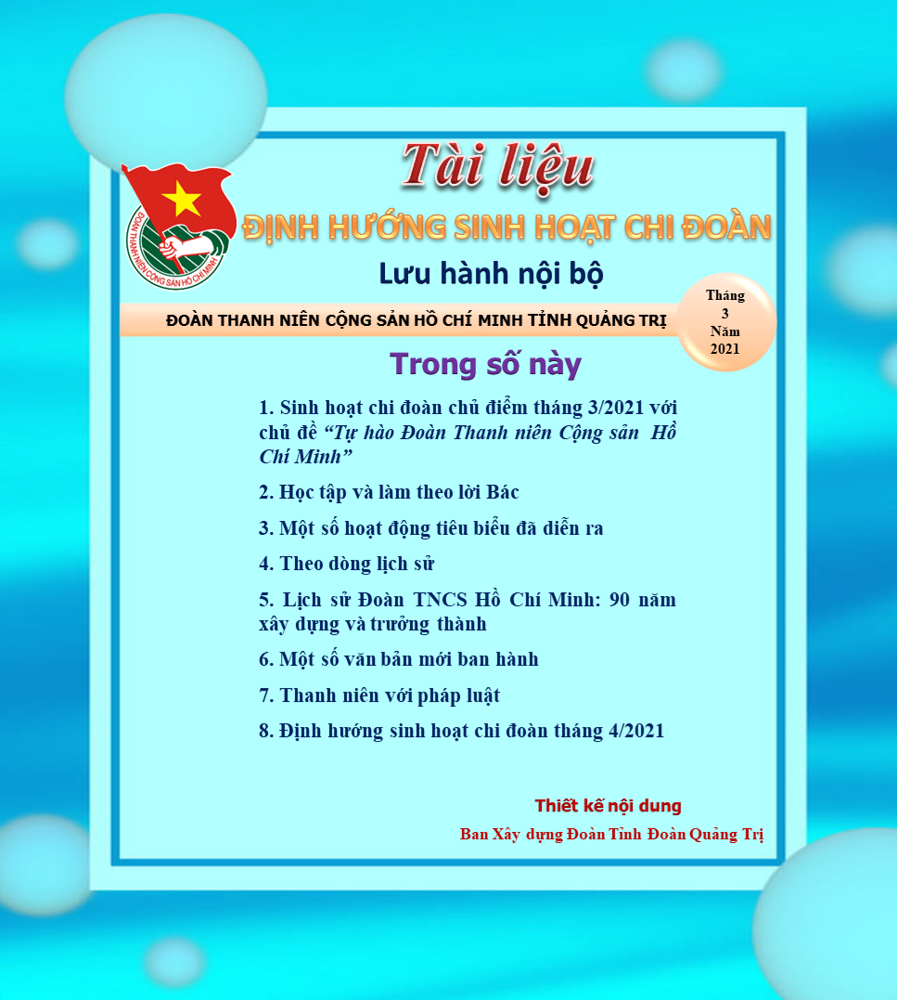 Tài liệu
ĐỊNH HƯỚNG SINH HOẠT CHI ĐOÀN
ĐOÀN THANH NIÊN CỘNG SẢN HỒ CHÍ MINH
Lưu hành nội bộ
ĐOÀN THANH NIÊN CỘNG SẢN HỒ CHÍ MINH TỈNH QUẢNG TRỊ
Tháng
3
Năm
2021
Trong số này
1. Sinh hoạt chi đoàn chủ điểm tháng 3/2021 với
chủ đề “Tự hào Đoàn Thanh niên Cộng sản Hồ
Chí Minh”
2. Học tập và làm theo lời Bác
3. Một số hoạt động tiêu biểu đã diễn ra
4. Theo dòng lịch sử
5. Lịch sử Đoàn TNCS Hồ Chí Minh: 90 năm
xây dựng và trưởng thành
6. Một số văn bản mới ban hành
7. Thanh niên với pháp luật
8. Định hướng sinh hoạt chi đoàn tháng 4/2021
Thiết kế nội dung
Ban Xây dựng Đoàn Tỉnh Đoàn Quảng Trị